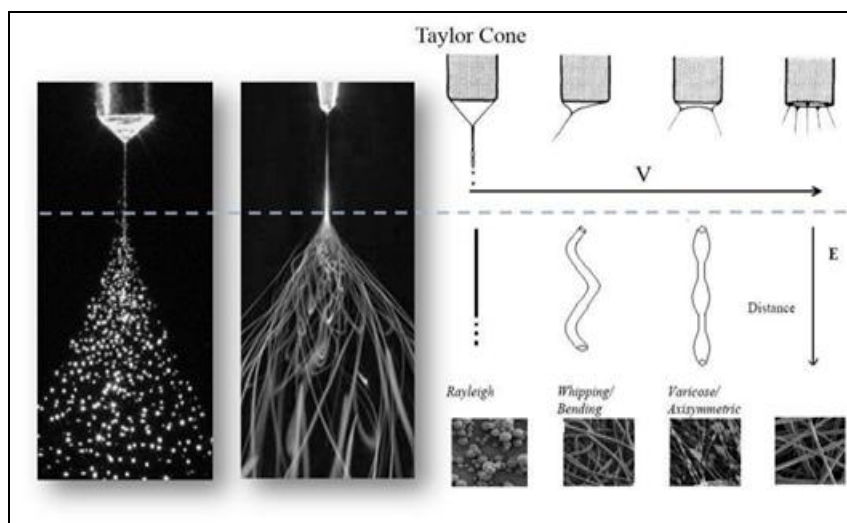 Taylor Cone
V
E
Distance
Rayleigh
Whipping/
Bending
Varicose/
Axisymmetric